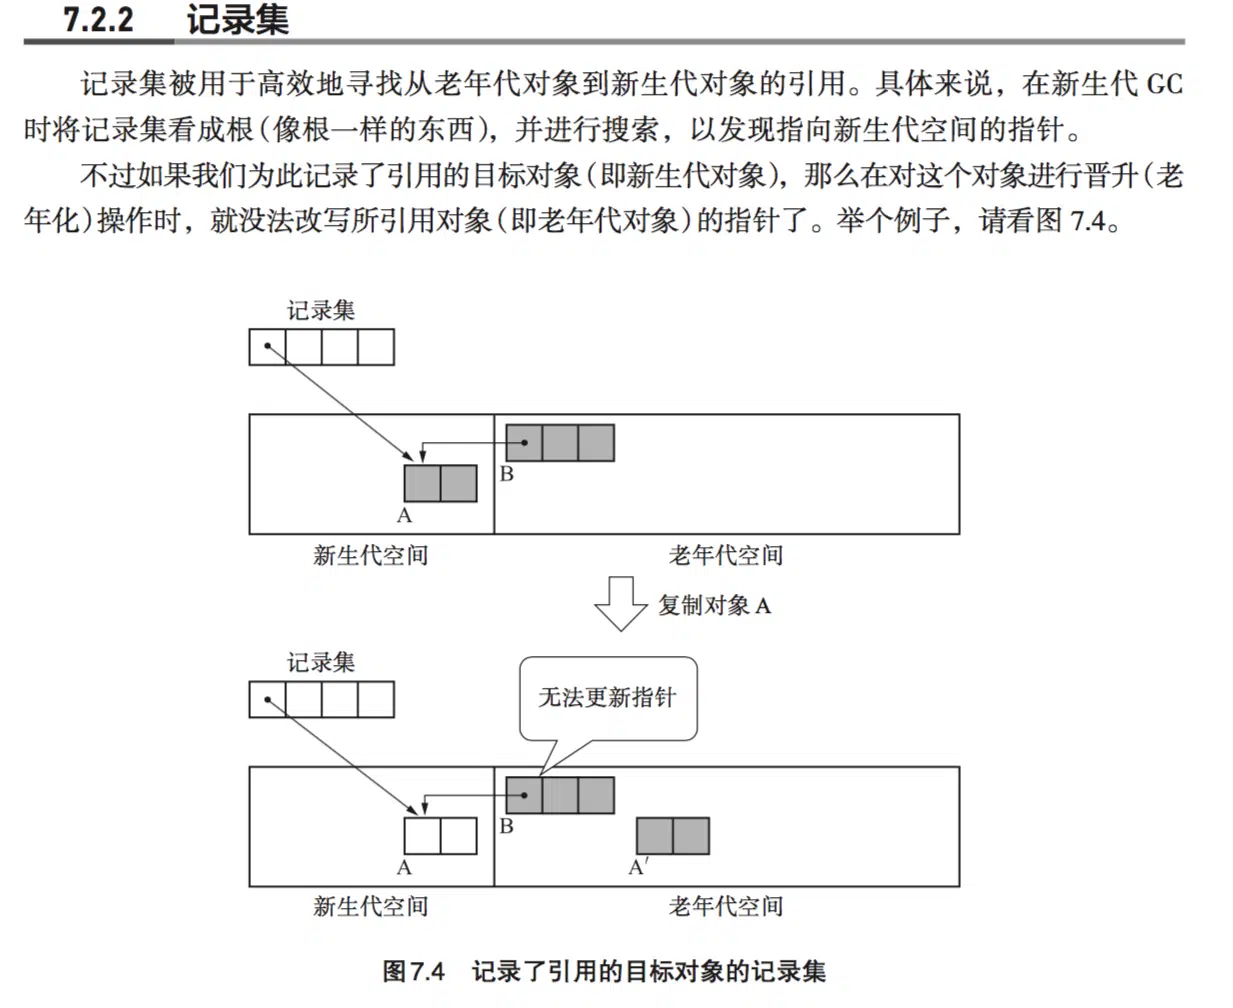 7.2.2 记录集
记录集被用于高效地寻找从老年代对象到新生代对象的引用。具体来说，在新生代 GC
时将记录集看成根（像根一样的东西），并进行搜索，以发现指向新生代空间的指针。
不过如果我们为此记录了引用的目标对象（即新生代对象），那么在对这个对象进行晋升（老
年化）操作时，就没法改写所引用对象（即老年代对象）的指针了。举个例子，请看图 7.4。
记录集
B
A
新生代空间 老年代空间
复制对象 A
记录集
无法更新指针
B
A A′
新生代空间 老年代空间
图7.4 记录了引用的目标对象的记录集